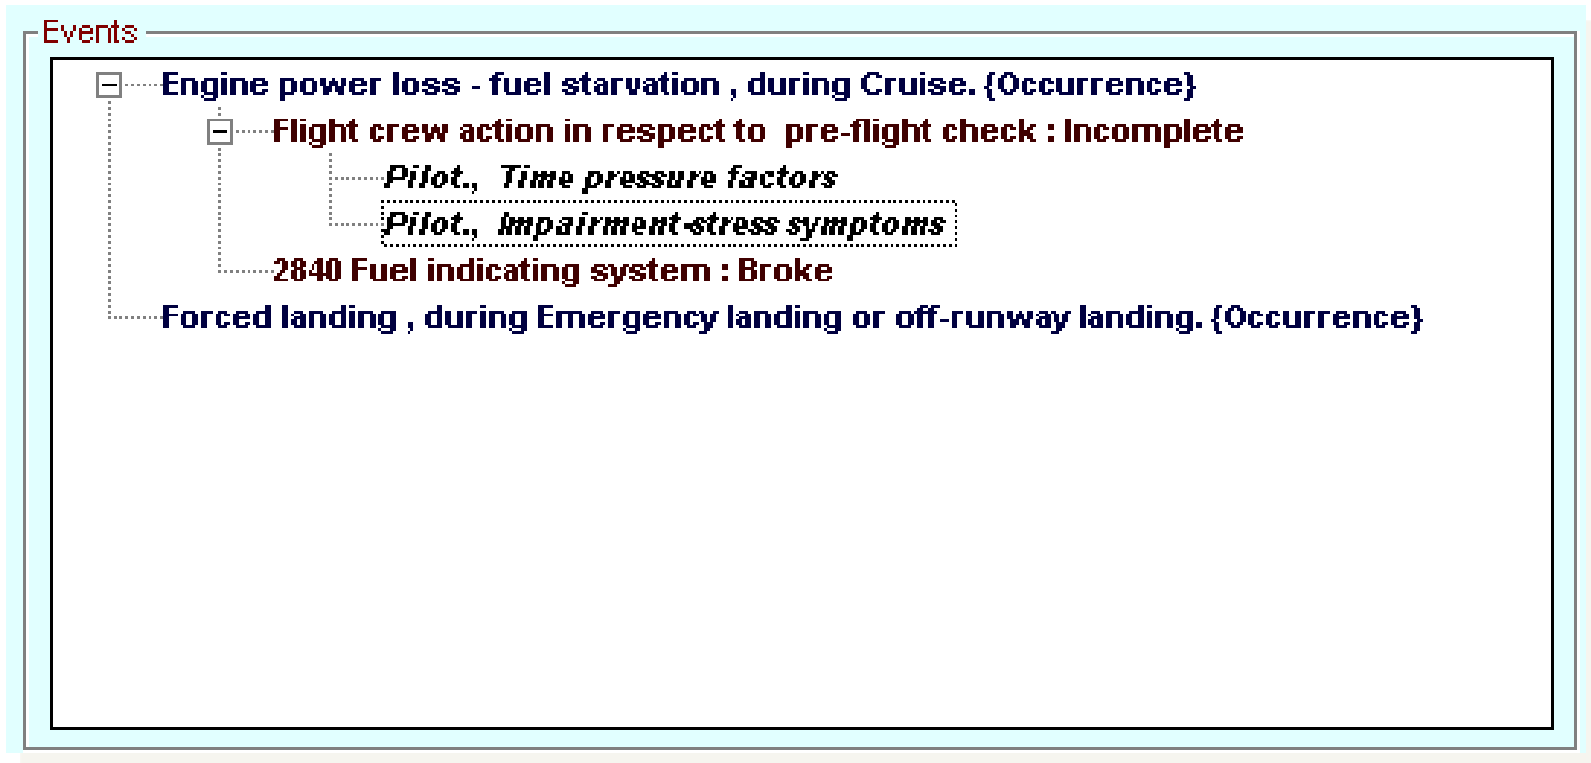 Events
Engine power loss - fuel starvation , during Cruise. {Occurrence}
Flight crew action in respect to  pre-flight check : Incomplete
Pilot.,  Time pressure factors
Pilot.,  Impairment-stress symptoms
2840 Fuel indicating system : Broke
Forced landing , during Emergency landing or off-runway landing. {Occurrence}